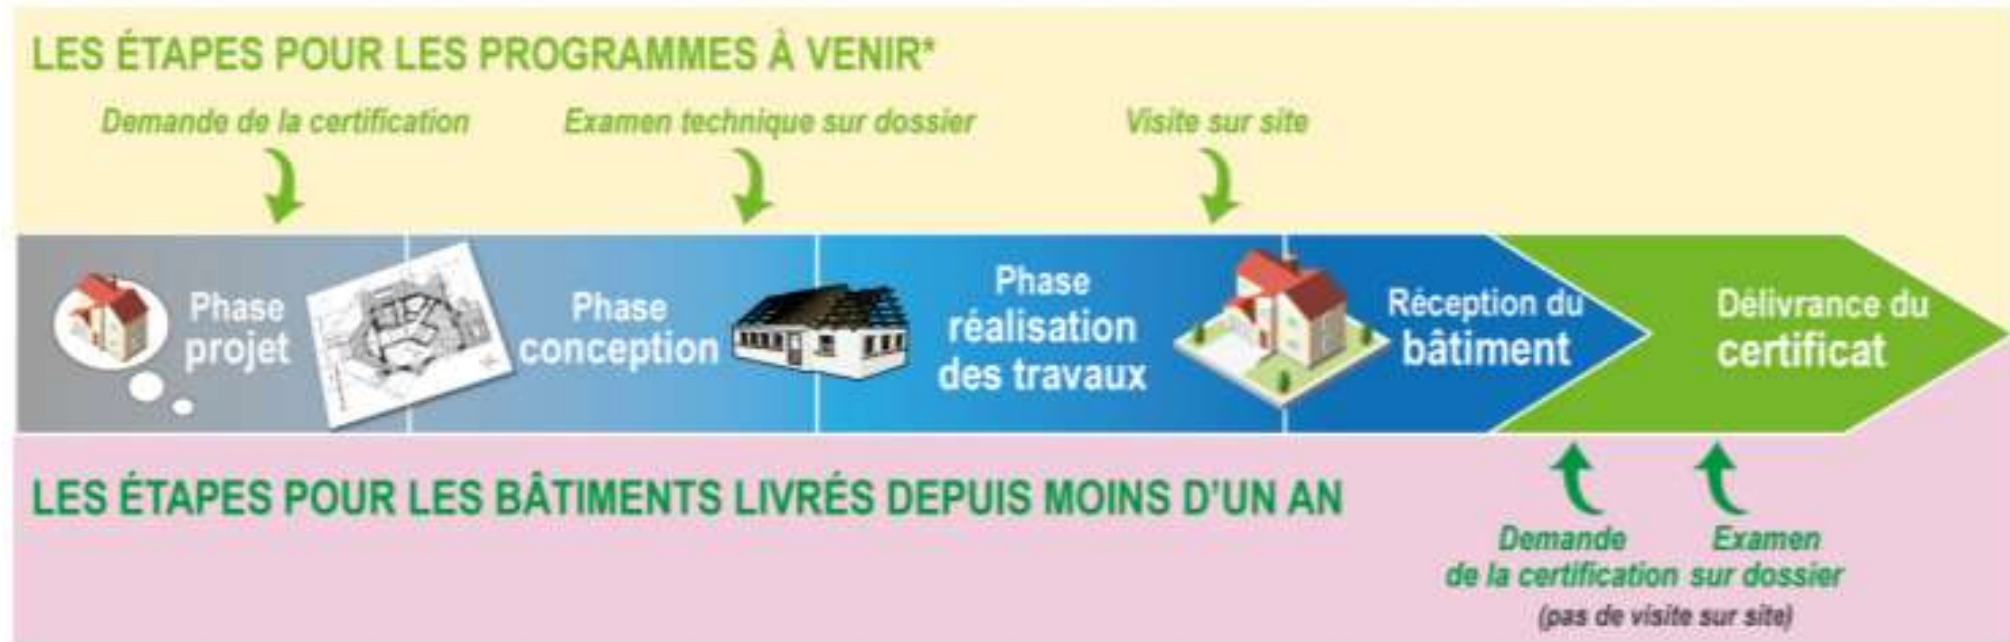 LES ÉTAPES POUR LES PROGRAMMES À VENIR*
Demande de la certification
Examen technique sur dossier
Visite sur site
Phase
projet
Phase
conception
Phase
réalisation
des travaux
Réception du
bâtiment
Délivrance du
certificat
LES ÉTAPES POUR LES BÂTIMENTS LIVRÉS DEPUIS MOINS D'UN AN
Demande
de la certification
Examen
sur dossier
(pas de visite sur site)